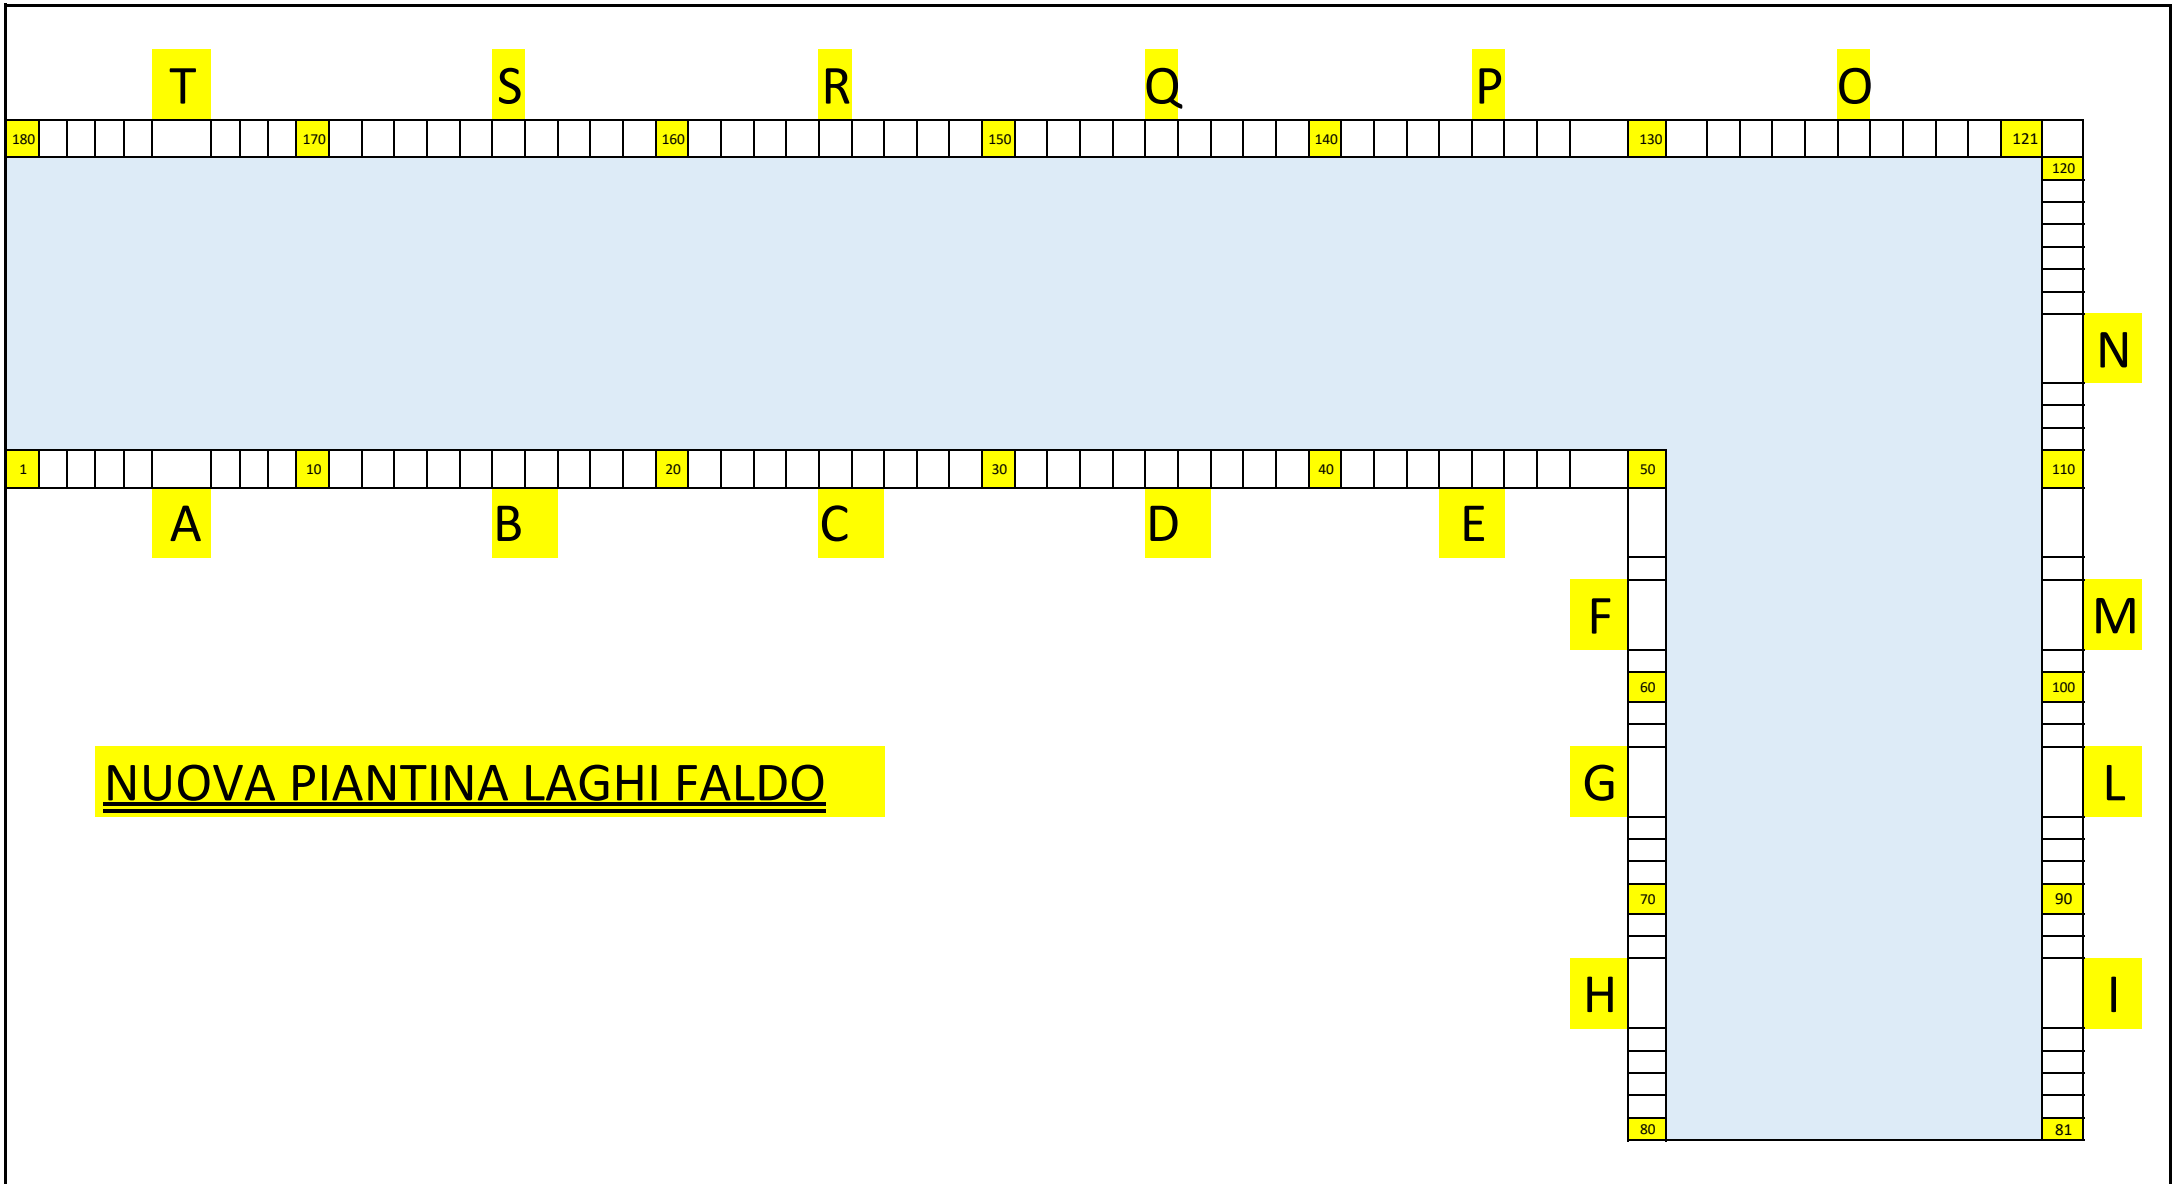 T S R Q P O
180 170 160 150 140 130 121
120
N
1 10 20 30 40 50 110
A B C D E
F M
60 100
NUOVA PIANTINA LAGHI FALDO G L
70 90
H I
80 81